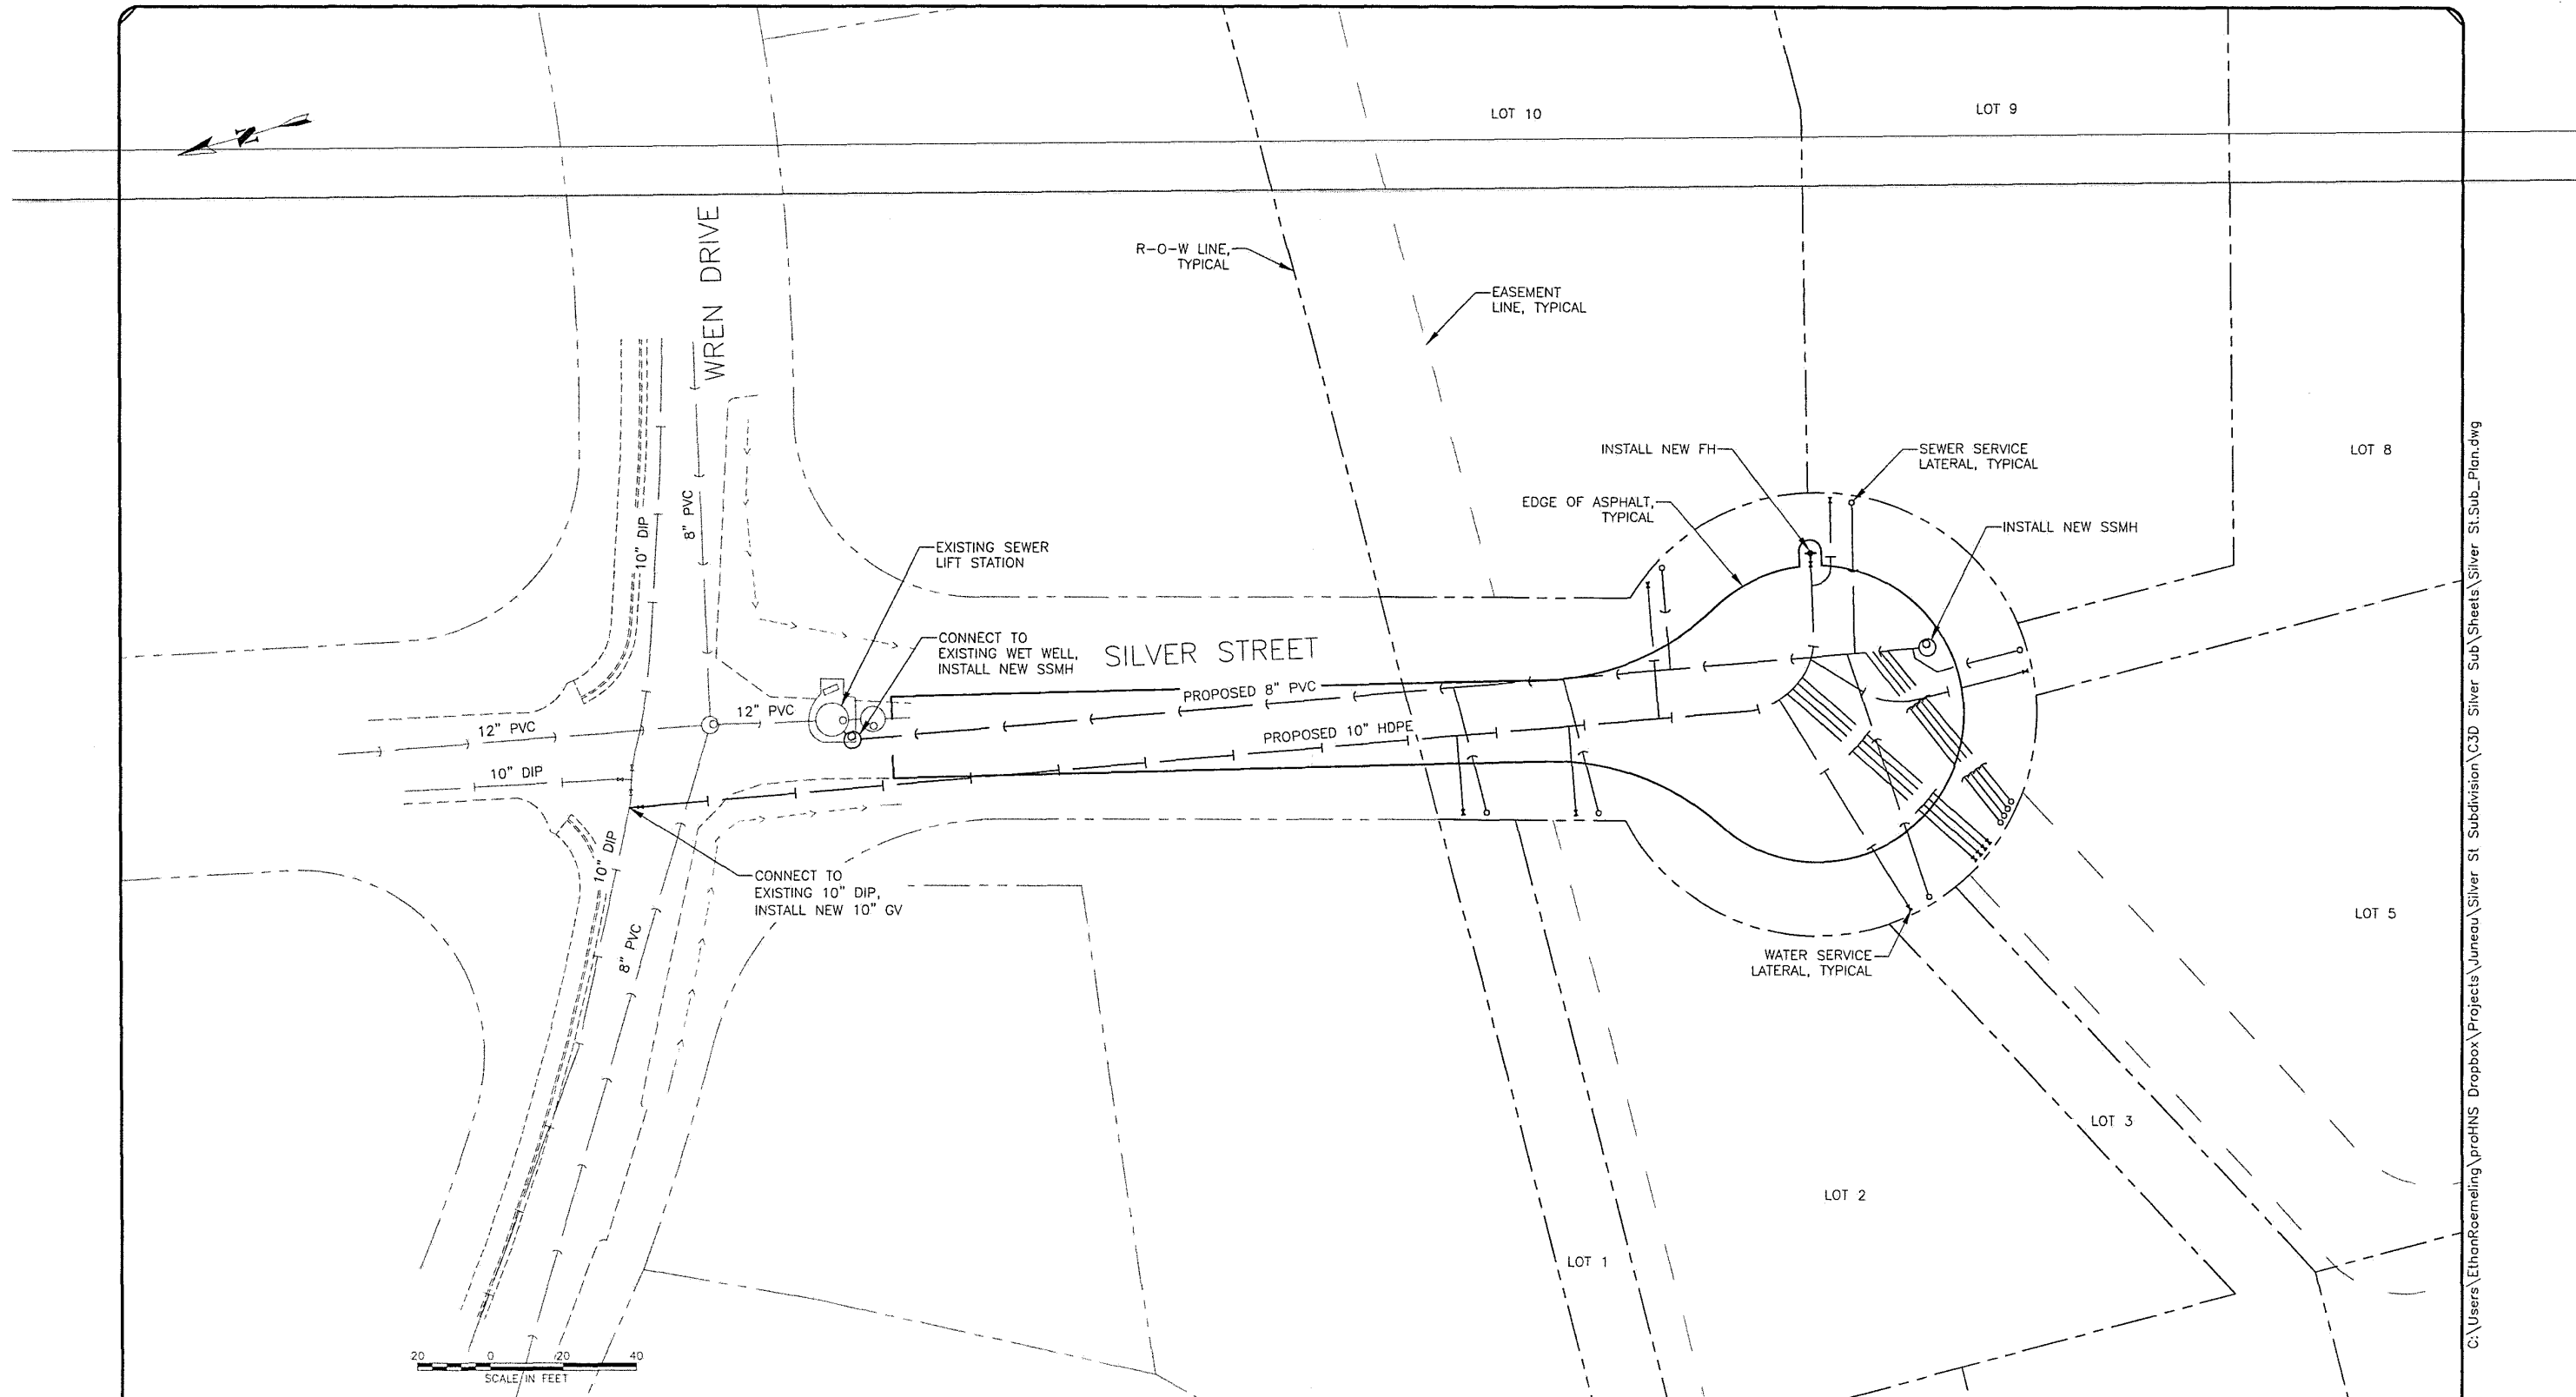 N
LOT 10
LOT 9
WREN DRIVE
R-O-W LINE,
TYPICAL
EASEMENT
LINE, TYPICAL
INSTALL NEW FH
SEWER SERVICE
LATERAL, TYPICAL
LOT 8
EDGE OF ASPHALT,
TYPICAL
INSTALL NEW SSMH
10" DIP
8" PVC
EXISTING SEWER
LIFT STATION
CONNECT TO
EXISTING WET WELL,
INSTALL NEW SSMH
SILVER STREET
PROPOSED 8" PVC
12" PVC
12" PVC
PROPOSED 10" HDPE
10" DIP
10" DIP
CONNECT TO
EXISTING 10" DIP,
INSTALL NEW 10" GV
8" PVC
WATER SERVICE
LATERAL, TYPICAL
LOT 5
LOT 3
LOT 2
LOT 1
20 0 20 40
SCALE IN FEET
C:\Users\EthanRoemeling\proHNS Dropbox\Projects\Juneau\Silver St Subdivision\C3D Silver Sub\Sheets\Silver St.Sub_Plan.dwg